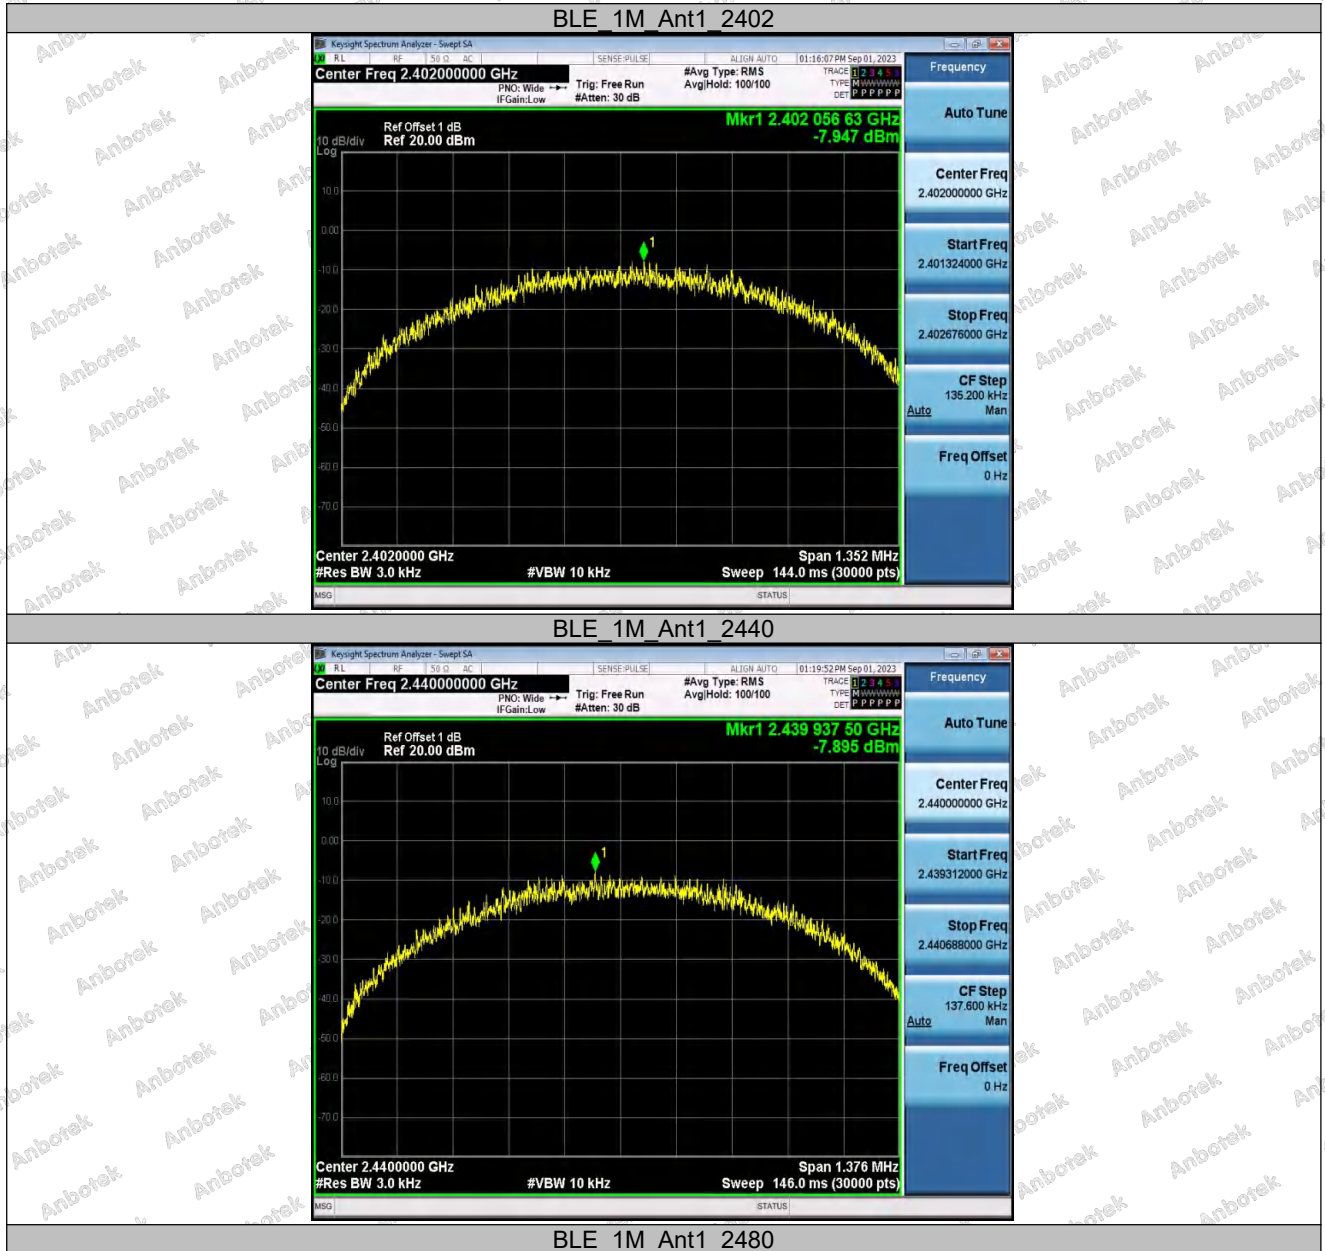 BLE_1M_Ant1_2402
Keysight Spectrum Analyzer - Swept SA
RL RF 50 Ω AC SENSE:PULSE ALIGN AUTO 01:16:07 PM Sep 01, 2023
Center Freq 2.402000000 GHz
PNO: Wide
IFGain:Low
Trig: Free Run
#Atten: 30 dB
#Avg Type: RMS
Avg|Hold: 100/100
TRACE 1 2 3 4 5 6
TYPE M W W W W W
DET P P P P P P
Ref Offset 1 dB
10 dB/div Ref 20.00 dBm
Log
Mkr1 2.402 056 63 GHz
-7.947 dBm
10.0
0.00
-10.0
-20.0
-30.0
-40.0
-50.0
-60.0
-70.0
1
Center 2.4020000 GHz Span 1.352 MHz
#Res BW 3.0 kHz #VBW 10 kHz Sweep 144.0 ms (30000 pts)
MSG STATUS
Frequency
Auto Tune
Center Freq
2.402000000 GHz
Start Freq
2.401324000 GHz
Stop Freq
2.402676000 GHz
CF Step
135.200 kHz
Auto Man
Freq Offset
0 Hz
BLE_1M_Ant1_2440
Keysight Spectrum Analyzer - Swept SA
RL RF 50 Ω AC SENSE:PULSE ALIGN AUTO 01:19:52 PM Sep 01, 2023
Center Freq 2.440000000 GHz
PNO: Wide
IFGain:Low
Trig: Free Run
#Atten: 30 dB
#Avg Type: RMS
Avg|Hold: 100/100
TRACE 1 2 3 4 5 6
TYPE M W W W W W
DET P P P P P P
Ref Offset 1 dB
10 dB/div Ref 20.00 dBm
Log
Mkr1 2.439 937 50 GHz
-7.895 dBm
10.0
0.00
-10.0
-20.0
-30.0
-40.0
-50.0
-60.0
-70.0
1
Center 2.4400000 GHz Span 1.376 MHz
#Res BW 3.0 kHz #VBW 10 kHz Sweep 146.0 ms (30000 pts)
MSG STATUS
Frequency
Auto Tune
Center Freq
2.440000000 GHz
Start Freq
2.439312000 GHz
Stop Freq
2.440688000 GHz
CF Step
137.600 kHz
Auto Man
Freq Offset
0 Hz
BLE_1M_Ant1_2480
Anbotek